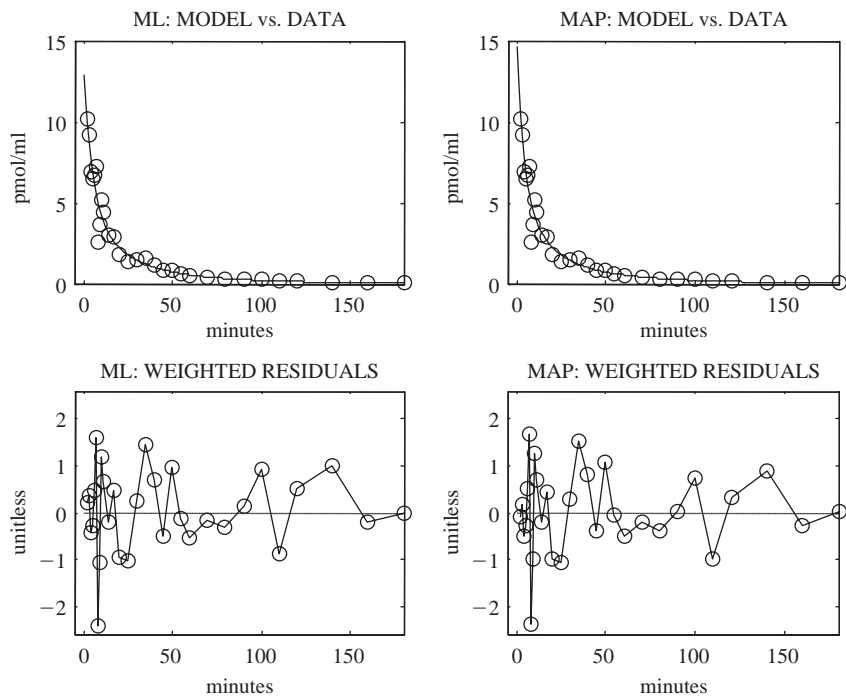 ML: MODEL vs. DATA
15
10
5
0
pmol/ml
0
50
100
150
minutes
MAP: MODEL vs. DATA
15
10
5
0
pmol/ml
0
50
100
150
minutes
ML: WEIGHTED RESIDUALS
2
1
0
−1
−2
unitless
0
50
100
150
minutes
MAP: WEIGHTED RESIDUALS
2
1
0
−1
−2
unitless
0
50
100
150
minutes